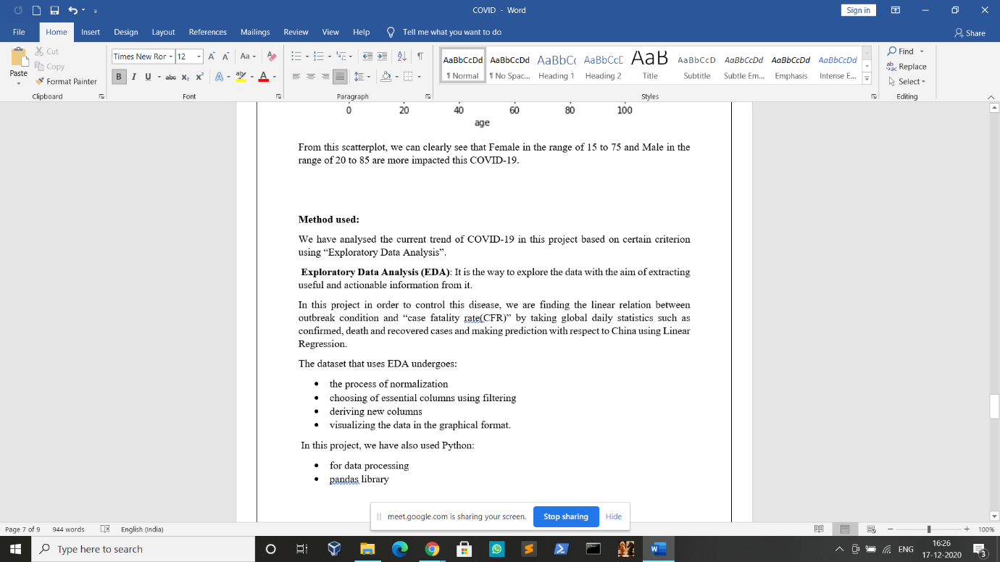 COVID - Word
Sign in
File Home Insert Design Layout References Mailings Review View Help Tell me what you want to do Share
Cut
Copy
Format Painter
Paste
Clipboard
Times New Ror 12
Font
Paragraph
AaBbCcDd AaBbCcDd AaBbC( AaBbCcE AaB AaBbCcD AaBbCcDd AaBbCcDd AaBbCcDd
¶ Normal ¶ No Spac... Heading 1 Heading 2 Title Subtitle Subtle Em... Emphasis Intense E...
Styles
Find
Replace
Select
Editing
0 20 40 60 80 100
age
From this scatterplot, we can clearly see that Female in the range of 15 to 75 and Male in the
range of 20 to 85 are more impacted this COVID-19.
Method used:
We have analysed the current trend of COVID-19 in this project based on certain criterion
using “Exploratory Data Analysis”.
Exploratory Data Analysis (EDA): It is the way to explore the data with the aim of extracting
useful and actionable information from it.
In this project in order to control this disease, we are finding the linear relation between
outbreak condition and “case fatality rate(CFR)” by taking global daily statistics such as
confirmed, death and recovered cases and making prediction with respect to China using Linear
Regression.
The dataset that uses EDA undergoes:
• the process of normalization
• choosing of essential columns using filtering
• deriving new columns
• visualizing the data in the graphical format.
In this project, we have also used Python:
• for data processing
• pandas library
meet.google.com is sharing your screen. Stop sharing Hide
Page 7 of 9 944 words English (India) 100%
Type here to search
ENG
16:26
17-12-2020
3